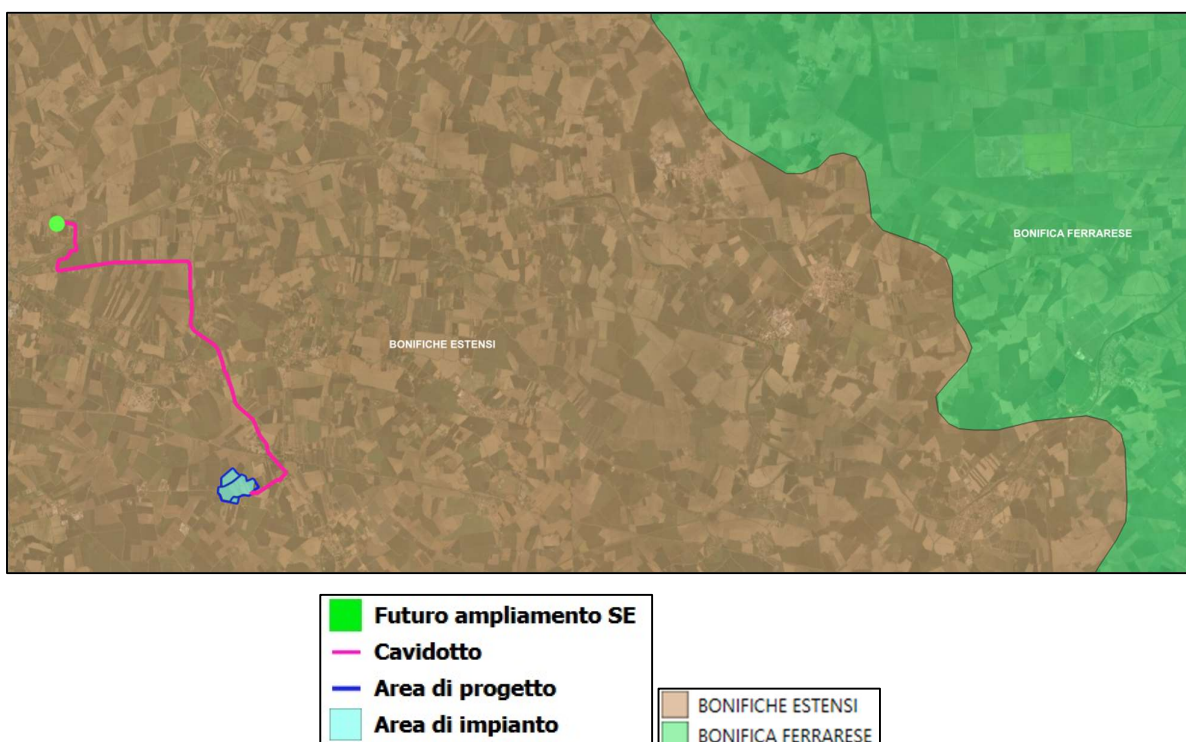 BONIFICA FERRARESE
BONIFICHE ESTENSI
Futuro ampliamento SE
Cavidotto
Area di progetto
Area di impianto
BONIFICHE ESTENSI
BONIFICA FERRARESE